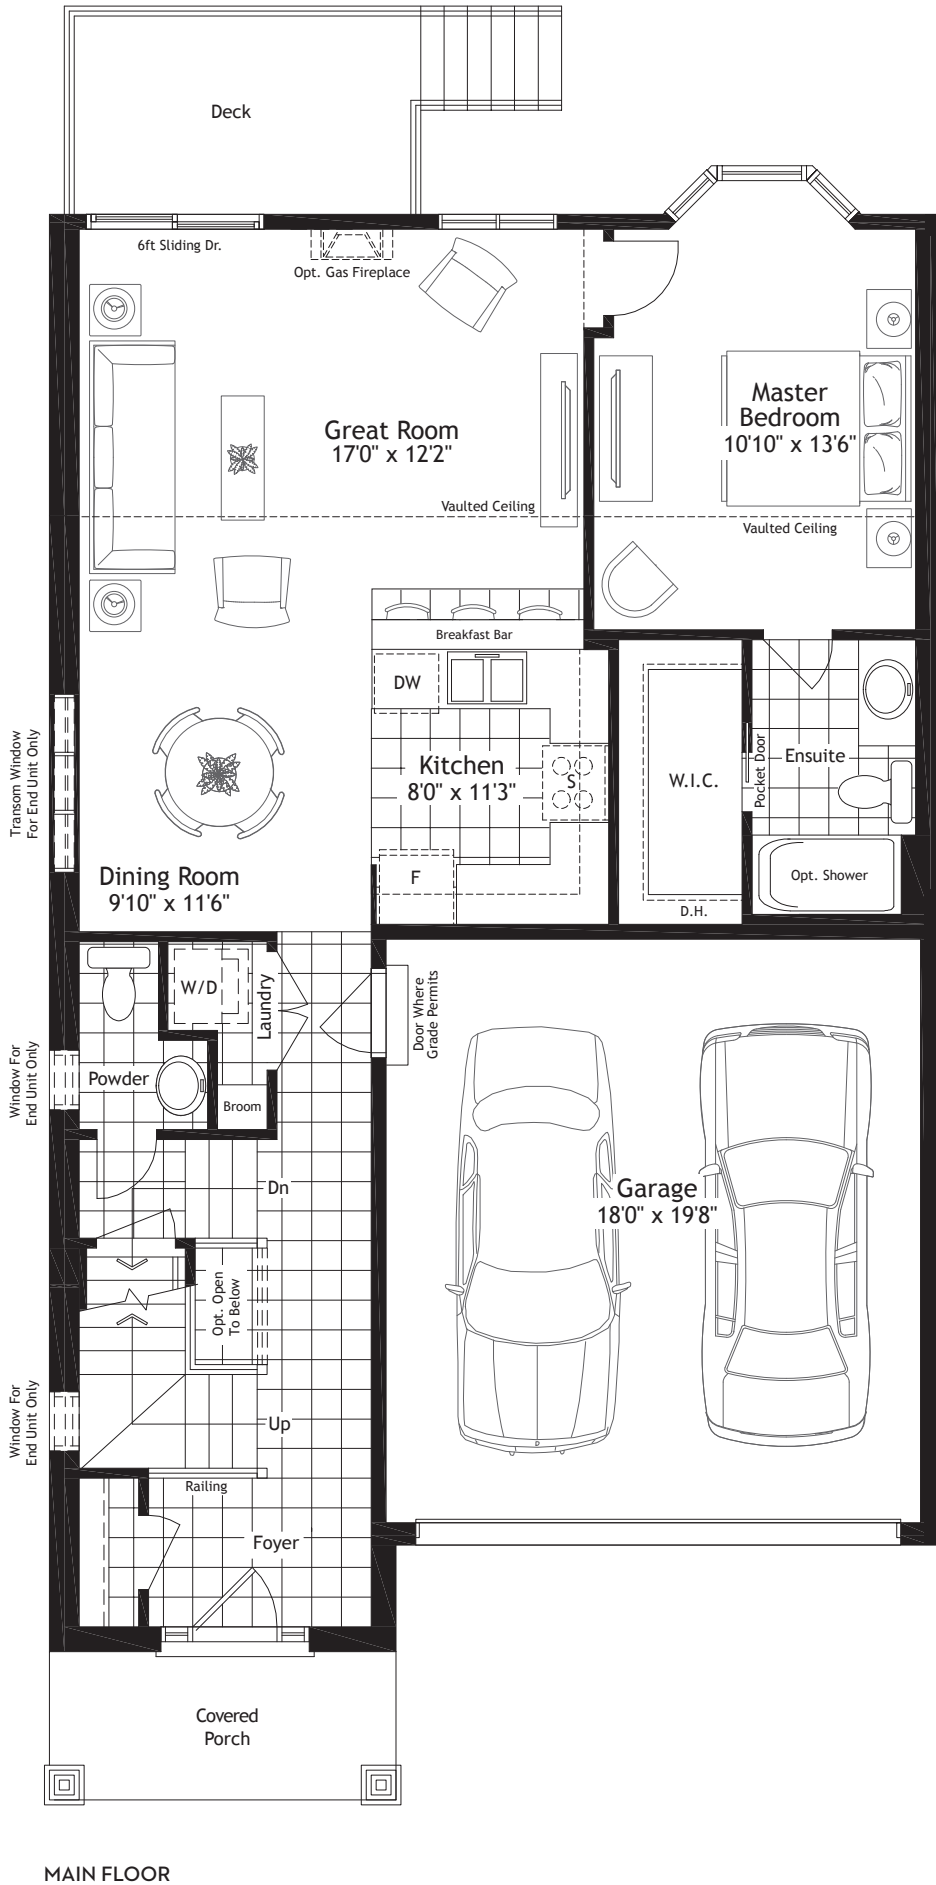 Deck
6ft Sliding Dr.
Opt. Gas Fireplace
Great Room
17'0" x 12'2"
Vaulted Ceiling
Master
Bedroom
10'10" x 13'6"
Vaulted Ceiling
Breakfast Bar
DW
Kitchen
8'0" x 11'3"
S
F
W.I.C.
D.H.
Pocket Door
Ensuite
Opt. Shower
Transom Window
For End Unit Only
Dining Room
9'10" x 11'6"
W/D
Laundry
Door Where
Grade Permits
Window For
End Unit Only
Powder
Broom
Dn
Garage
18'0" x 19'8"
Opt. Open
To Below
Window For
End Unit Only
Up
Railing
Foyer
Covered
Porch
MAIN FLOOR